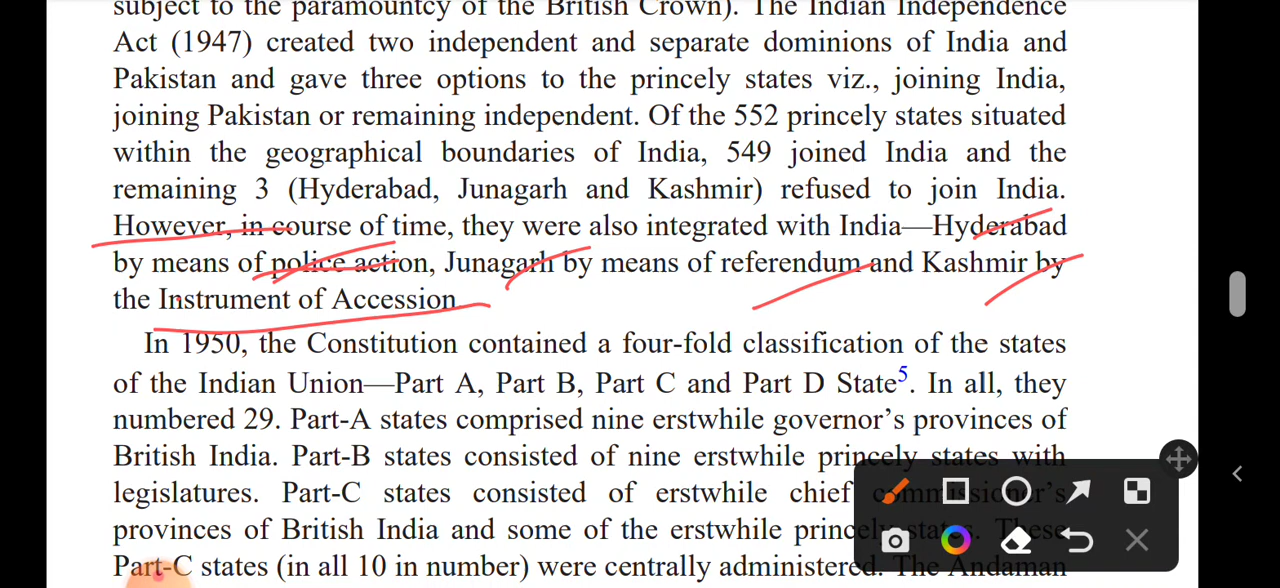 subject to the paramountcy of the British Crown). The Indian Independence
Act (1947) created two independent and separate dominions of India and
Pakistan and gave three options to the princely states viz., joining India,
joining Pakistan or remaining independent. Of the 552 princely states situated
within the geographical boundaries of India, 549 joined India and the
remaining 3 (Hyderabad, Junagarh and Kashmir) refused to join India.
However, in course of time, they were also integrated with India—Hyderabad
by means of police action, Junagarh by means of referendum and Kashmir by
the Instrument of Accession.
In 1950, the Constitution contained a four-fold classification of the states
of the Indian Union—Part A, Part B, Part C and Part D State5. In all, they
numbered 29. Part-A states comprised nine erstwhile governor's provinces of
British India. Part-B states consisted of nine erstwhile princely states with
legislatures. Part-C states consisted of erstwhile chief commissioner's
provinces of British India and some of the erstwhile princely states. These
Part-C states (in all 10 in number) were centrally administered. The Andaman